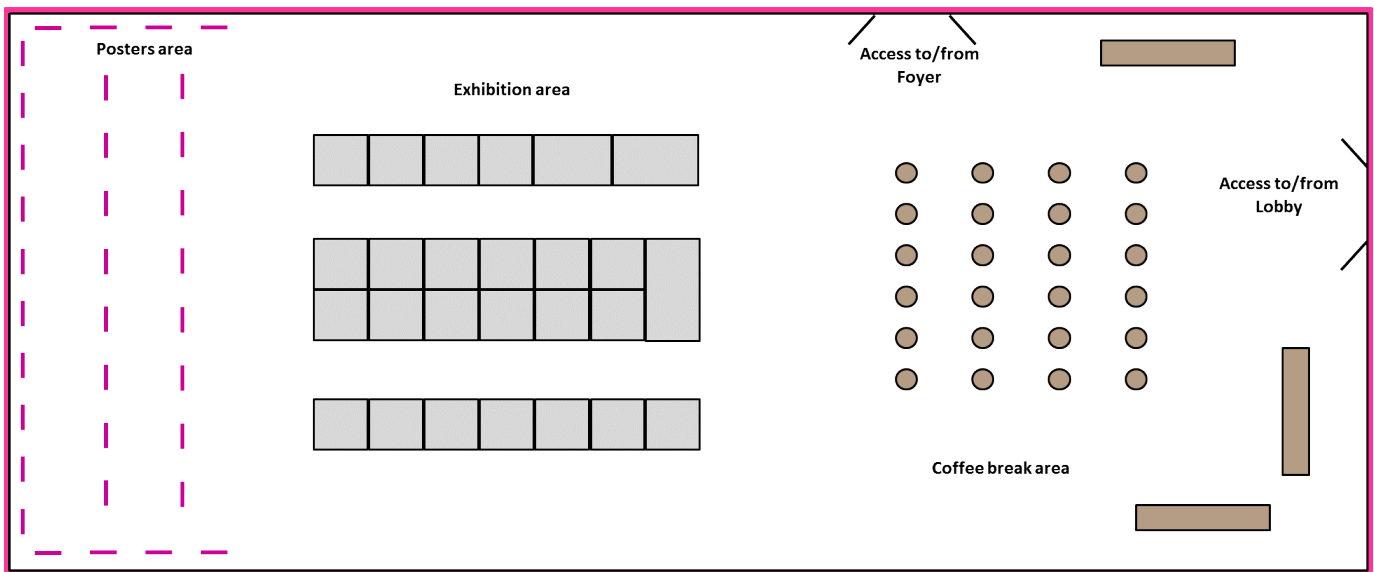 Posters area
Exhibition area
Access to/from
Foyer
Access to/from
Lobby
Coffee break area